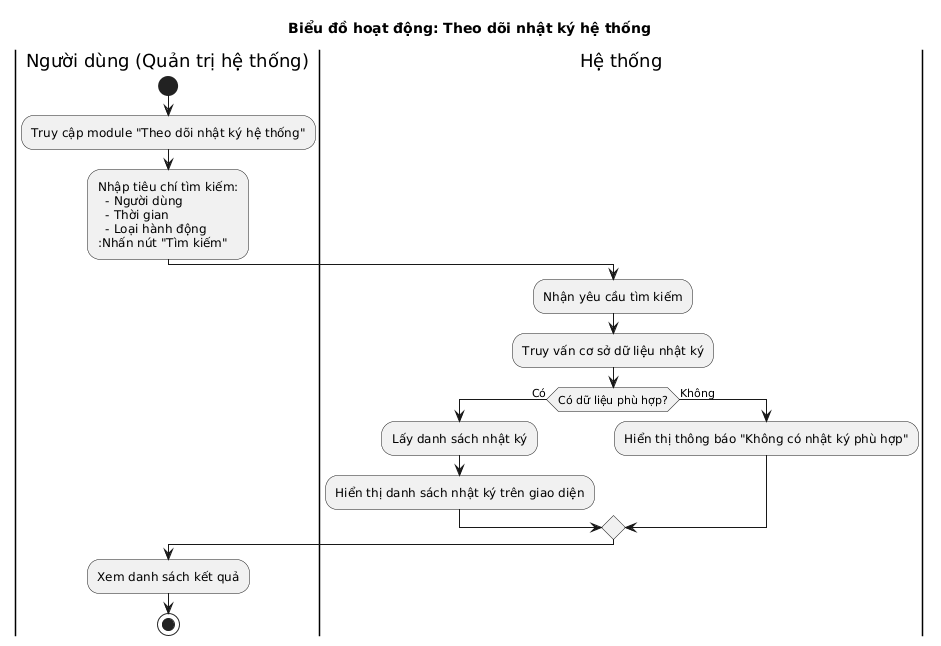 Biểu đồ hoạt động: Theo dõi nhật ký hệ thống
Người dùng (Quản trị hệ thống)
Hệ thống
Truy cập module "Theo dõi nhật ký hệ thống"
Nhập tiêu chí tìm kiếm:
- Người dùng
- Thời gian
- Loại hành động
:Nhấn nút "Tìm kiếm"
Nhận yêu cầu tìm kiếm
Truy vấn cơ sở dữ liệu nhật ký
Có
Có dữ liệu phù hợp?
Không
Lấy danh sách nhật ký
Hiển thị thông báo "Không có nhật ký phù hợp"
Hiển thị danh sách nhật ký trên giao diện
Xem danh sách kết quả